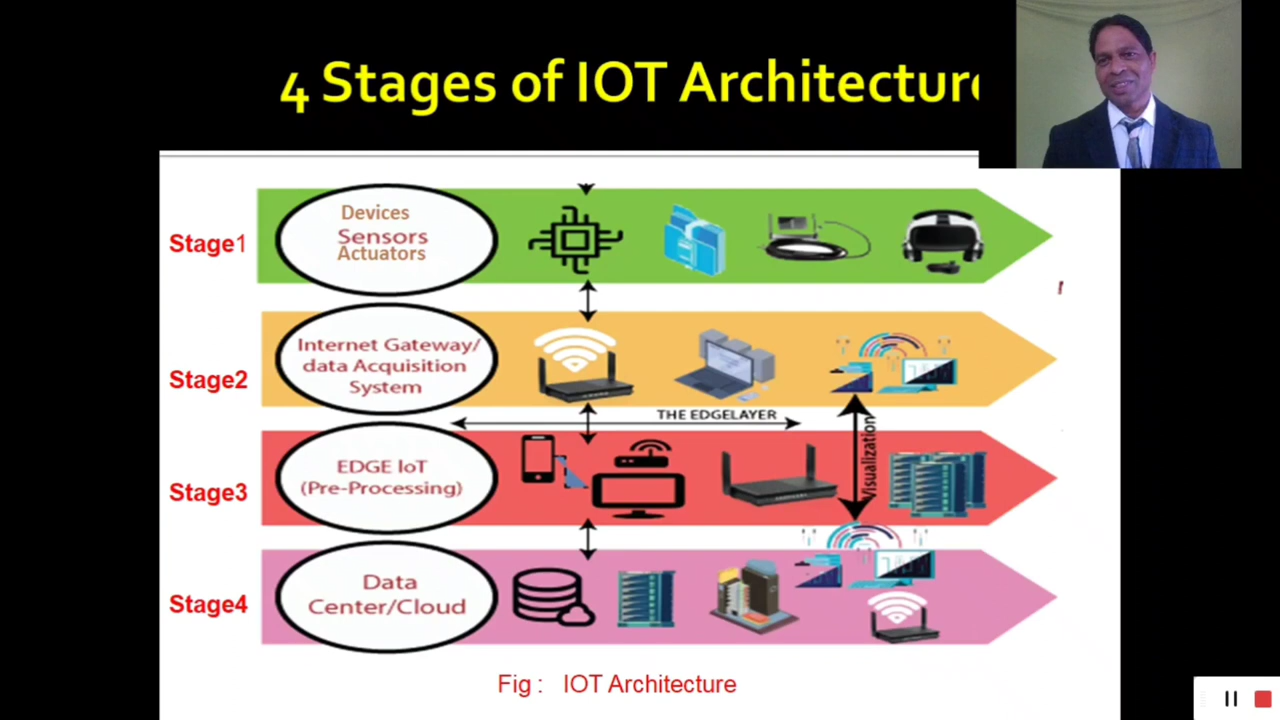 4 Stages of IOT Architecture
Stage1
Devices
Sensors
Actuators
Stage2
Internet Gateway/
data Acquisition
System
THE EDGELAYER
Visualization
Stage3
EDGE IoT
(Pre-Processing)
Stage4
Data
Center/Cloud
Fig : IOT Architecture